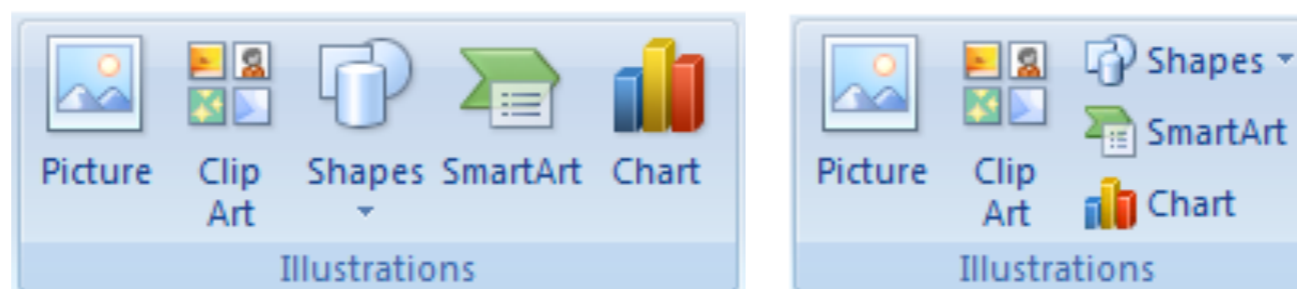 Picture Clip Shapes SmartArt Chart
Art
Illustrations
Picture Clip Art
Shapes
SmartArt
Chart
Illustrations